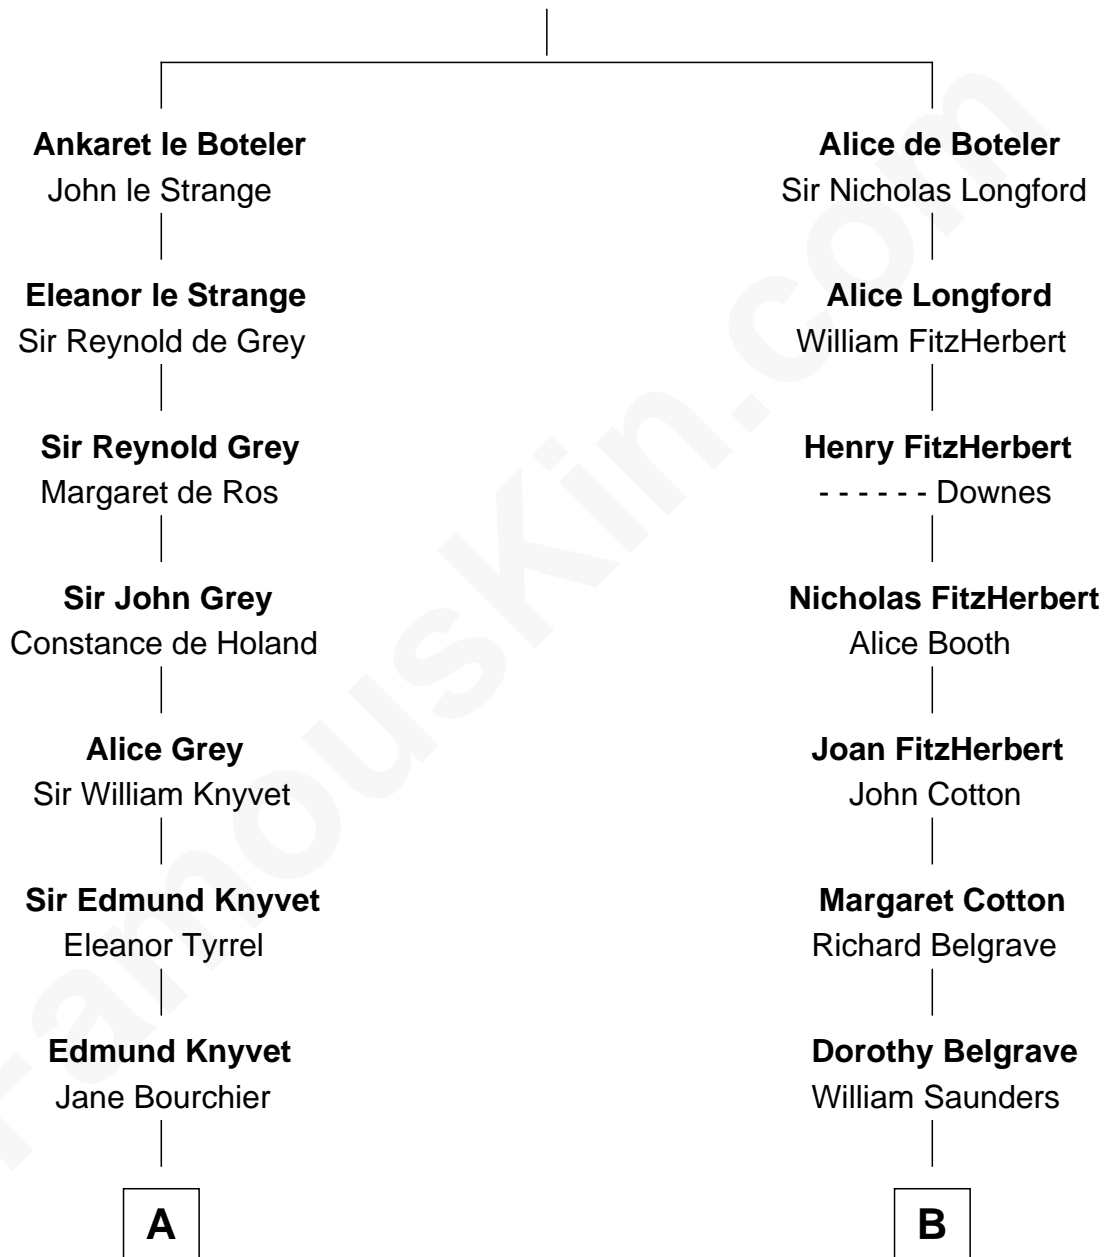 Ankaret le Boteler
John le Strange
Alice de Boteler
Sir Nicholas Longford
Eleanor le Strange
Sir Reynold de Grey
Alice Longford
William FitzHerbert
Sir Reynold Grey
Margaret de Ros
Henry FitzHerbert
- - - - - - Downes
Sir John Grey
Constance de Holand
Nicholas FitzHerbert
Alice Booth
Alice Grey
Sir William Knyvet
Joan FitzHerbert
John Cotton
Sir Edmund Knyvet
Eleanor Tyrrel
Margaret Cotton
Richard Belgrave
Edmund Knyvet
Jane Bourchier
Dorothy Belgrave
William Saunders
A
B
FamousKin.com